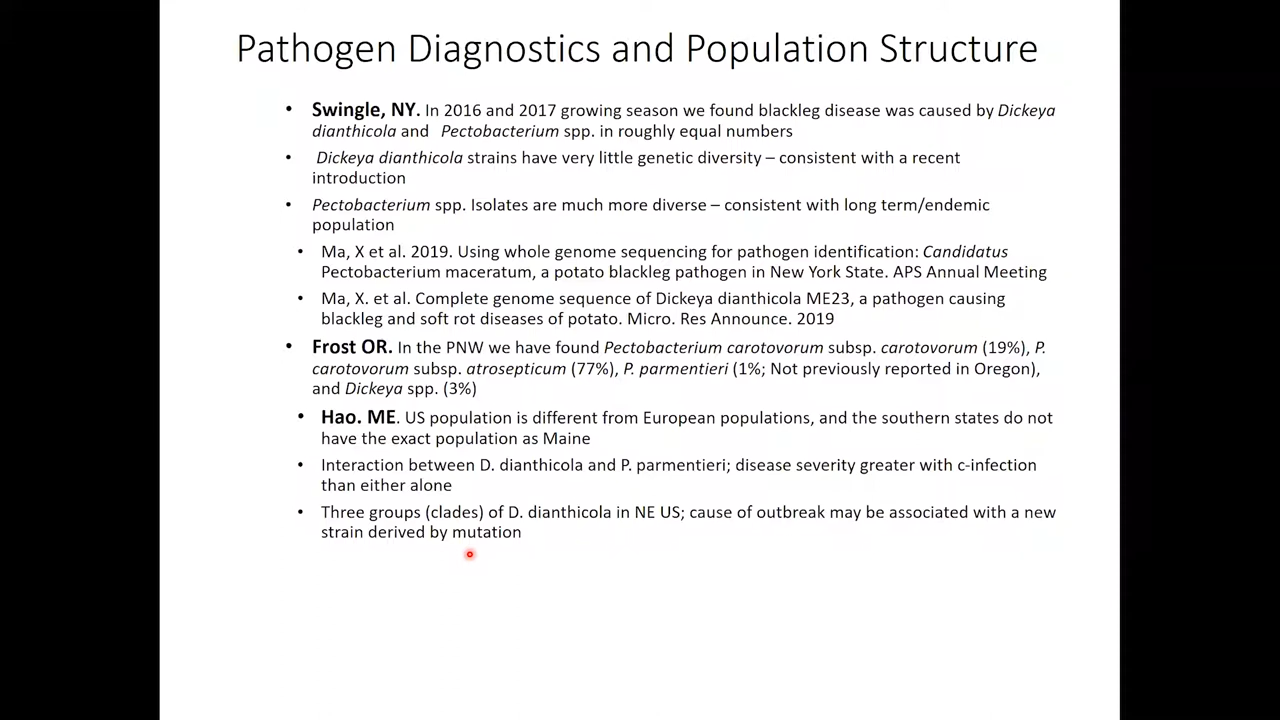 Pathogen Diagnostics and Population Structure
• Swingle, NY. In 2016 and 2017 growing season we found blackleg disease was caused by Dickeya
dianthicola and Pectobacterium spp. in roughly equal numbers
• Dickeya dianthicola strains have very little genetic diversity – consistent with a recent
introduction
• Pectobacterium spp. Isolates are much more diverse – consistent with long term/endemic
population
• Ma, X et al. 2019. Using whole genome sequencing for pathogen identification: Candidatus
Pectobacterium maceratum, a potato blackleg pathogen in New York State. APS Annual Meeting
• Ma, X. et al. Complete genome sequence of Dickeya dianthicola ME23, a pathogen causing
blackleg and soft rot diseases of potato. Micro. Res Announce. 2019
• Frost OR. In the PNW we have found Pectobacterium carotovorum subsp. carotovorum (19%), P.
carotovorum subsp. atrosepticum (77%), P. parmentieri (1%; Not previously reported in Oregon),
and Dickeya spp. (3%)
• Hao. ME. US population is different from European populations, and the southern states do not
have the exact population as Maine
• Interaction between D. dianthicola and P. parmentieri; disease severity greater with c-infection
than either alone
• Three groups (clades) of D. dianthicola in NE US; cause of outbreak may be associated with a new
strain derived by mutation